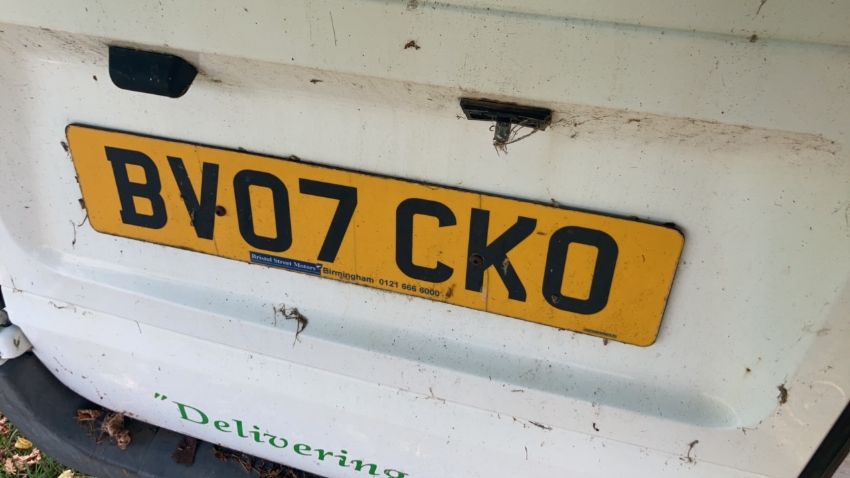 BV07 CKO
Bristol Street Motors
Birmingham 0121 666 6000
"Delivering